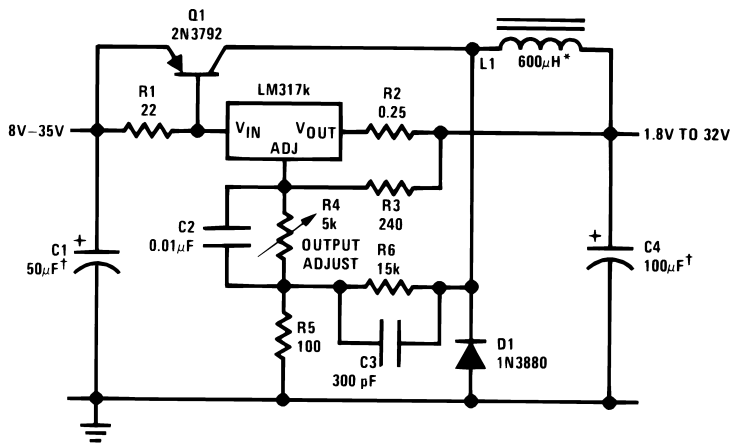 Q1
2N3792
L1
600μH*
R1
22
LM317k
R2
0.25
8V–35V
VIN
VOUT
ADJ
1.8V TO 32V
C2
0.01μF
R4
5k
OUTPUT
ADJUST
R3
240
R6
15k
+
C1
50μF†
+
C4
100μF†
R5
100
C3
300 pF
D1
1N3880